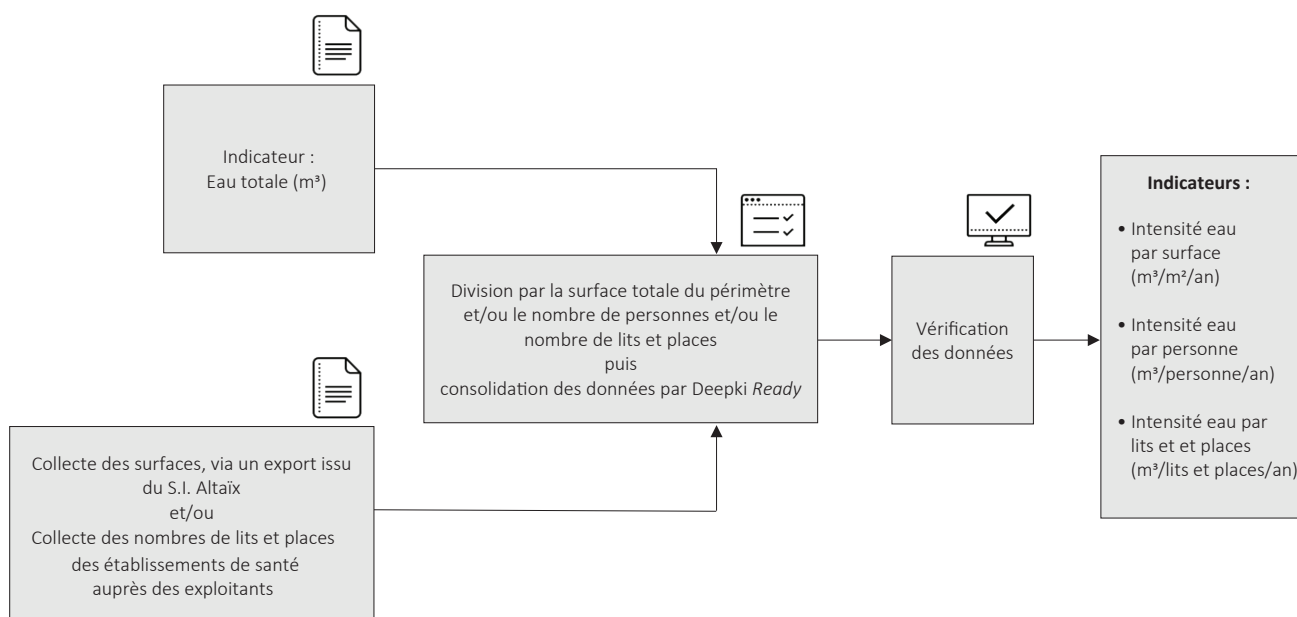 Indicateur :
Eau totale (m³)
Division par la surface totale du périmètre
et/ou le nombre de personnes et/ou le
nombre de lits et places
puis
consolidation des données par Deepki Ready
Collecte des surfaces, via un export issu
du S.I. Altaïx
et/ou
Collecte des nombres de lits et places
des établissements de santé
auprès des exploitants
Vérification
des données
Indicateurs :
• Intensité eau
par surface
(m³/m²/an)
• Intensité eau
par personne
(m³/personne/an)
• Intensité eau par
lits et et places
(m³/lits et places/an)